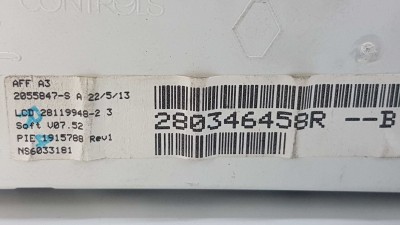 CONTROLS
AFF A3
2055847-S A 22/5/13
LCD 28119948-2 3
Soft V07.52
PIE 1915788 Rev1
NS6033181
280346458R --B